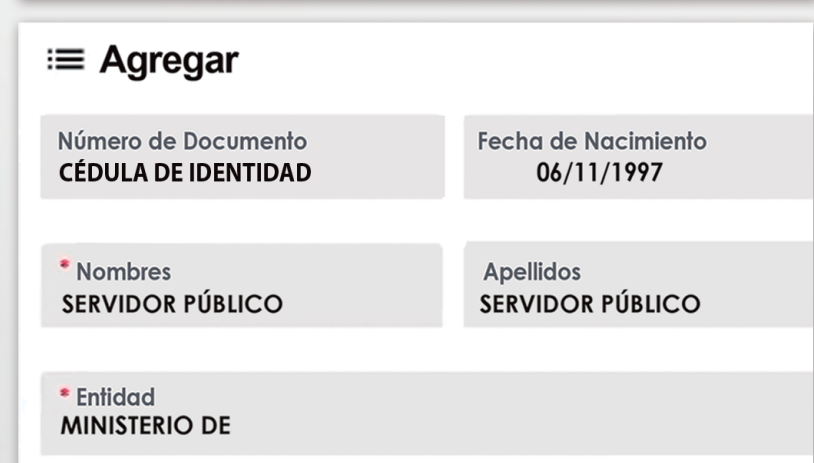 Agregar
Número de Documento
CÉDULA DE IDENTIDAD
Fecha de Nacimiento
06/11/1997
* Nombres
SERVIDOR PÚBLICO
Apellidos
SERVIDOR PÚBLICO
* Entidad
MINISTERIO DE